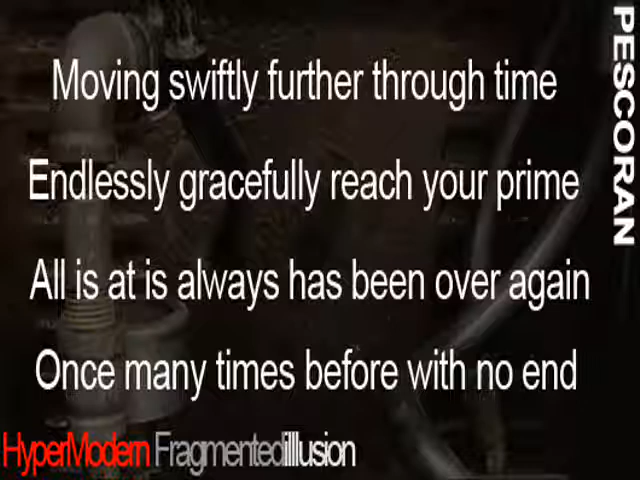 Moving swiftly further through time
Endlessly gracefully reach your prime
All is at is always has been over again
Once many times before with no end
HyperModern Fragmentedilllusion
PESCORAN